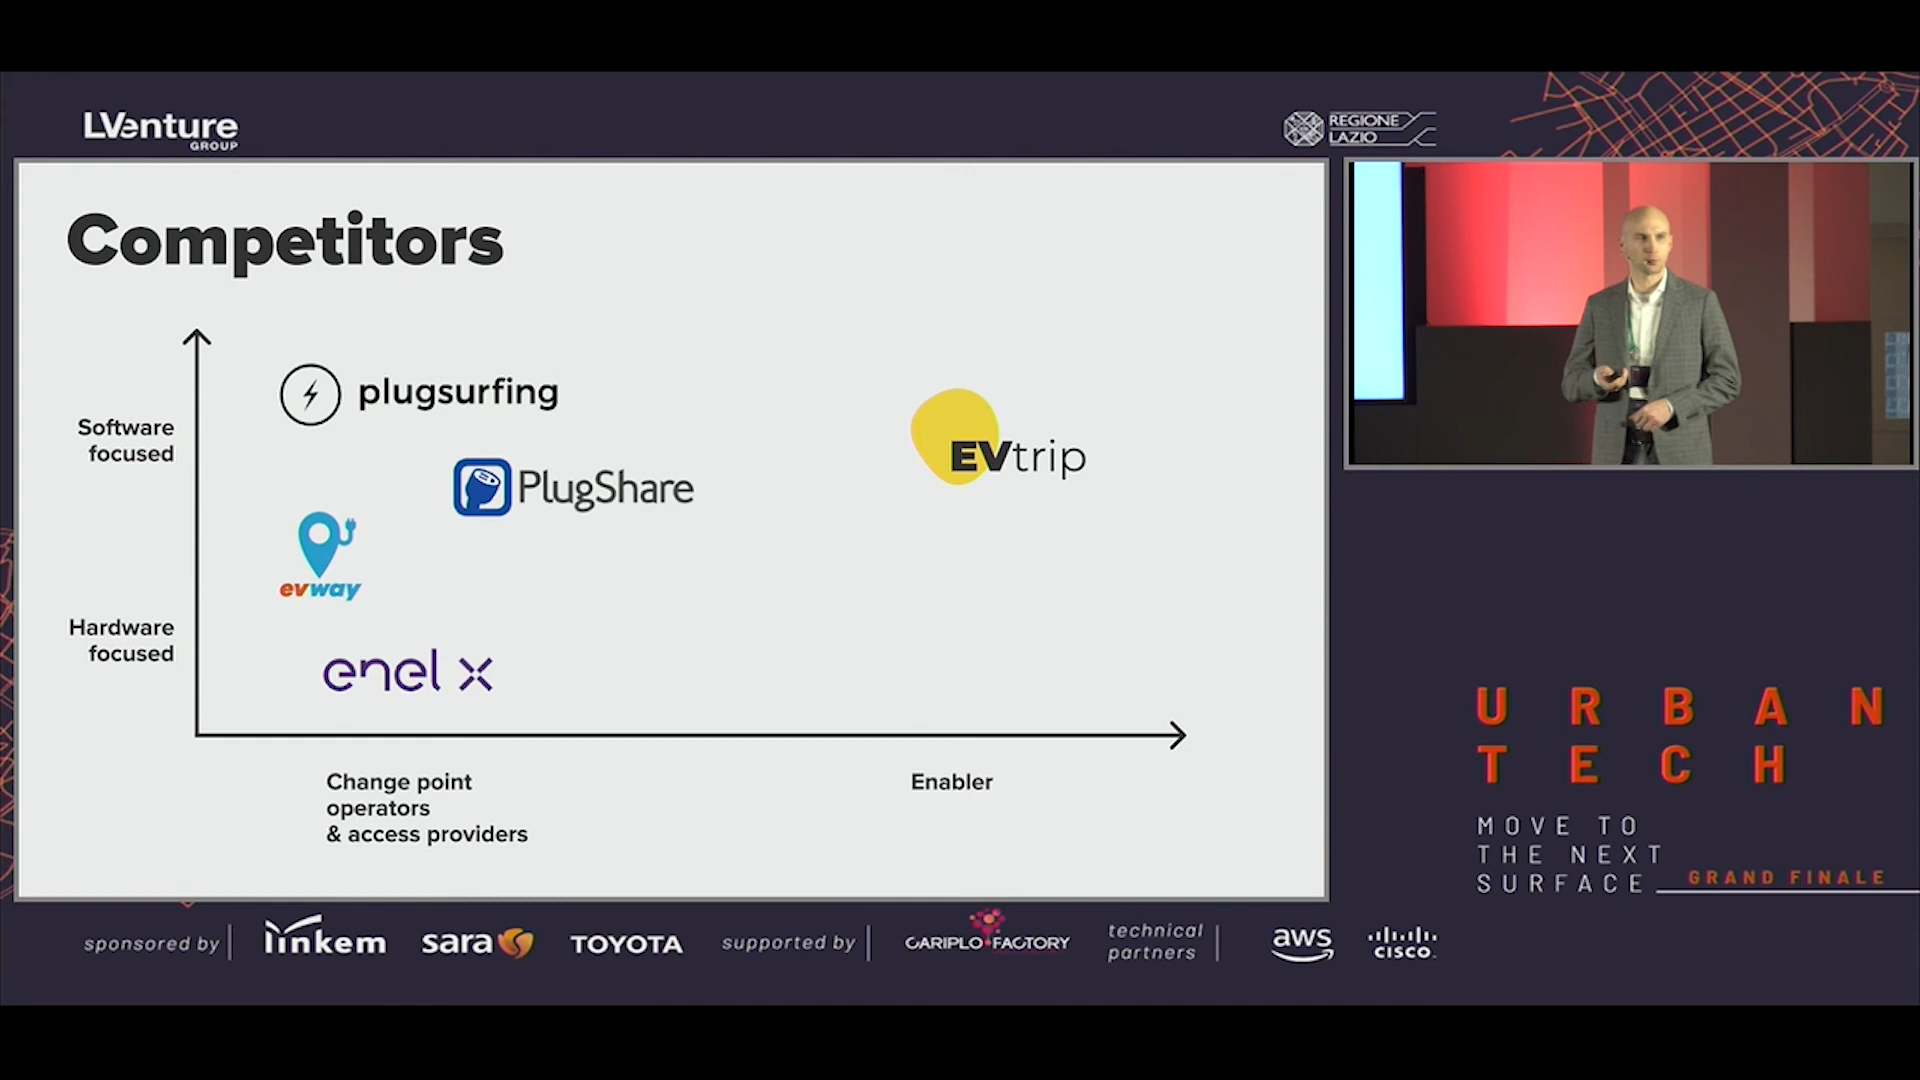 LVenture
GROUP
REGIONE
LAZIO
Competitors
Software
focused
Hardware
focused
plugsurfing
PlugShare
evway
enel x
EVtrip
Change point
operators
& access providers
Enabler
URBAN
TECH
MOVE TO
THE NEXT
SURFACE
GRAND FINALE
sponsored by
linkem
sara
TOYOTA
supported by
CARIPLO FACTORY
technical
partners
aws
CISCO